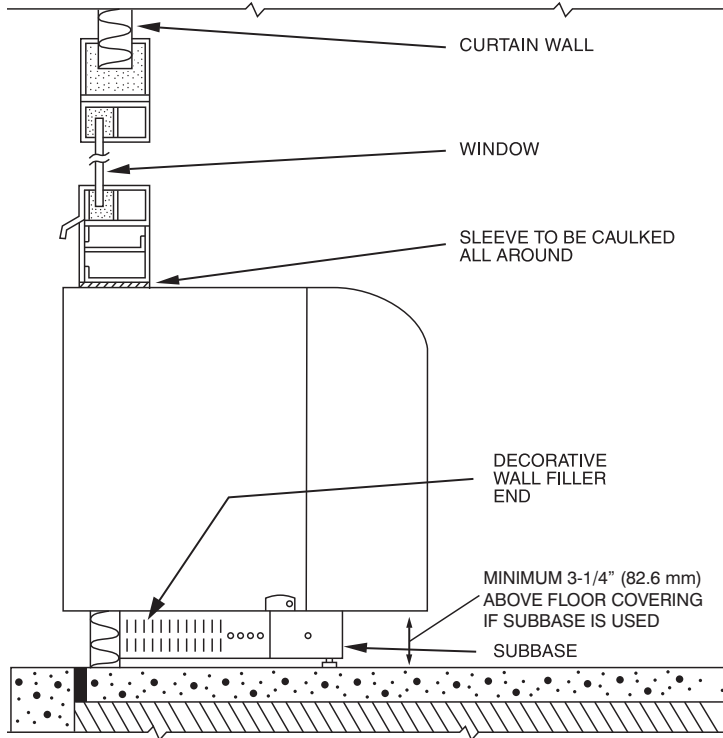 CURTAIN WALL
WINDOW
SLEEVE TO BE CAULKED
ALL AROUND
DECORATIVE
WALL FILLER
END
MINIMUM 3-1/4” (82.6 mm)
ABOVE FLOOR COVERING
IF SUBBASE IS USED
SUBBASE